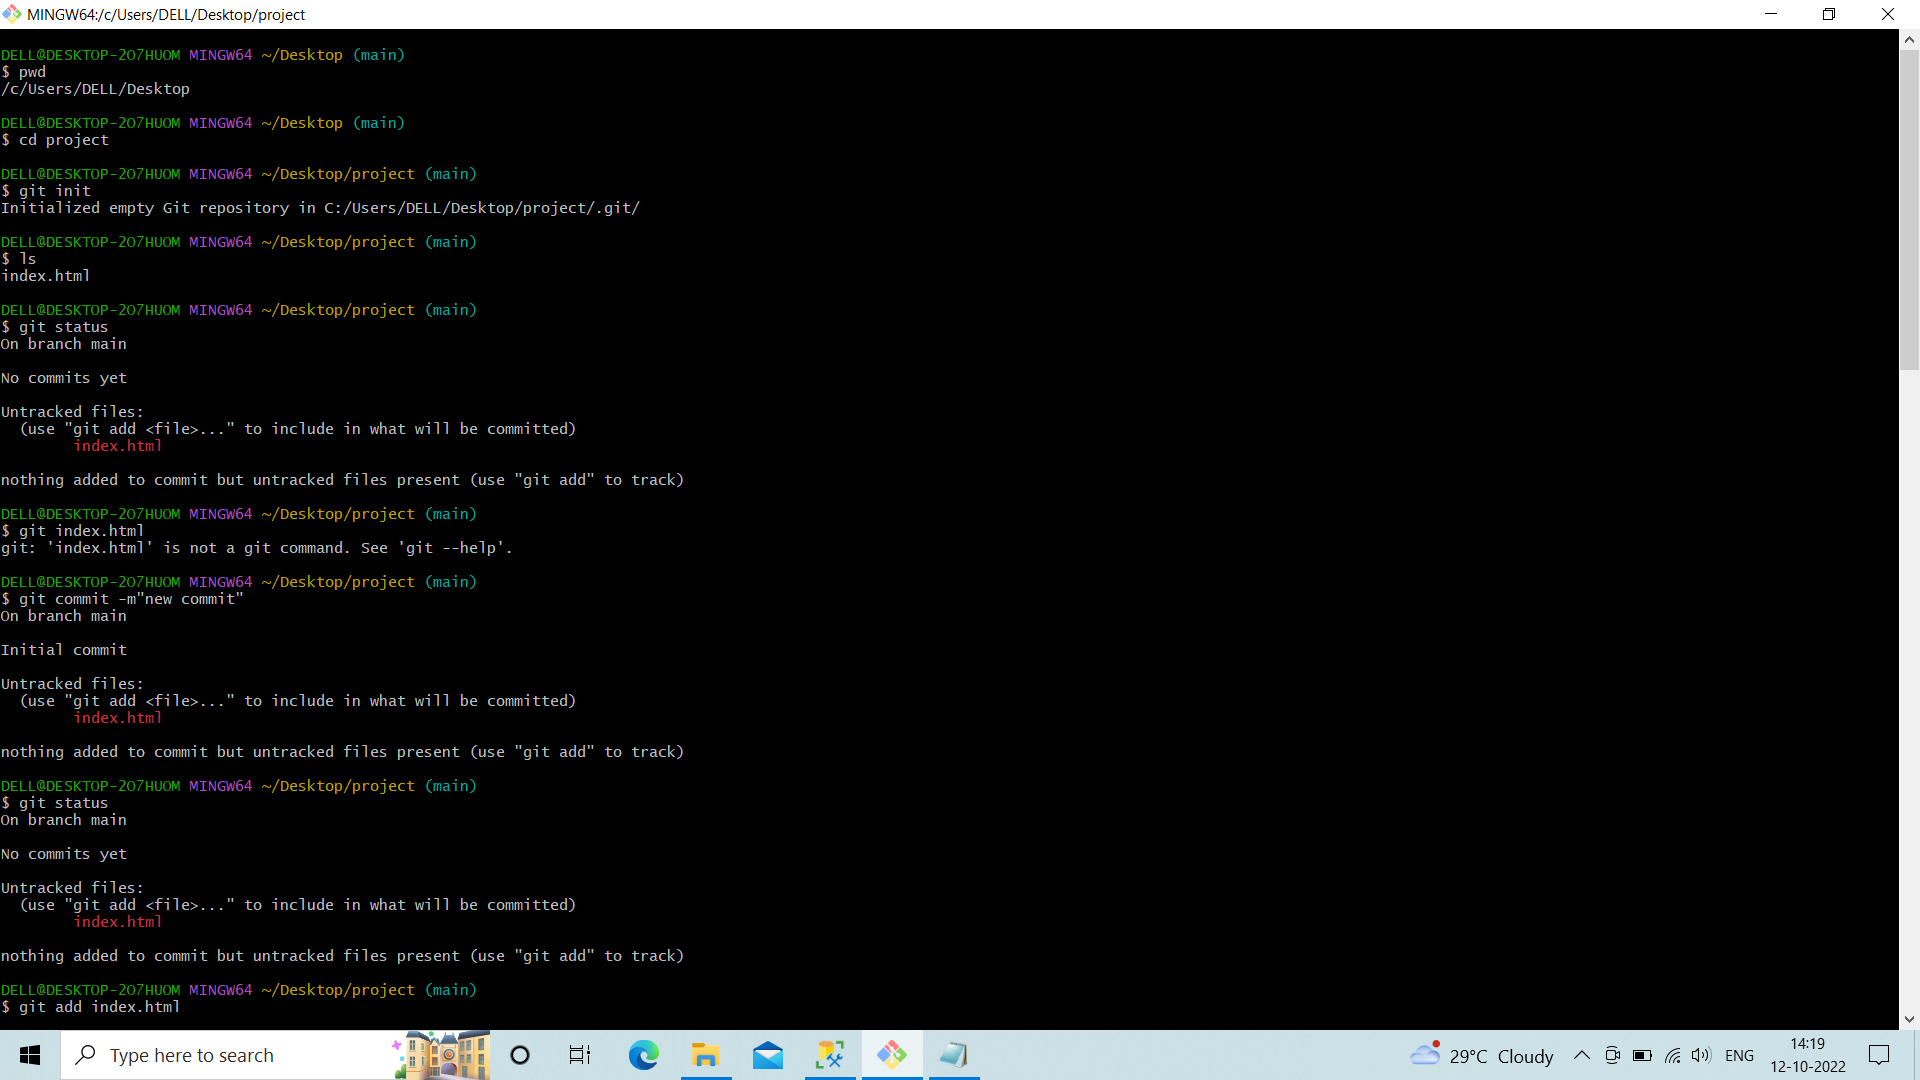 MINGW64:/c/Users/DELL/Desktop/project
DELL@DESKTOP-2O7HUOM MINGW64 ~/Desktop (main)
$ pwd
/c/Users/DELL/Desktop
DELL@DESKTOP-2O7HUOM MINGW64 ~/Desktop (main)
$ cd project
DELL@DESKTOP-2O7HUOM MINGW64 ~/Desktop/project (main)
$ git init
Initialized empty Git repository in C:/Users/DELL/Desktop/project/.git/
DELL@DESKTOP-2O7HUOM MINGW64 ~/Desktop/project (main)
$ ls
index.html
DELL@DESKTOP-2O7HUOM MINGW64 ~/Desktop/project (main)
$ git status
On branch main
No commits yet
Untracked files:
  (use "git add <file>..." to include in what will be committed)
        index.html
nothing added to commit but untracked files present (use "git add" to track)
DELL@DESKTOP-2O7HUOM MINGW64 ~/Desktop/project (main)
$ git index.html
git: 'index.html' is not a git command. See 'git --help'.
DELL@DESKTOP-2O7HUOM MINGW64 ~/Desktop/project (main)
$ git commit -m"new commit"
On branch main
Initial commit
Untracked files:
  (use "git add <file>..." to include in what will be committed)
        index.html
nothing added to commit but untracked files present (use "git add" to track)
DELL@DESKTOP-2O7HUOM MINGW64 ~/Desktop/project (main)
$ git status
On branch main
No commits yet
Untracked files:
  (use "git add <file>..." to include in what will be committed)
        index.html
nothing added to commit but untracked files present (use "git add" to track)
DELL@DESKTOP-2O7HUOM MINGW64 ~/Desktop/project (main)
$ git add index.html
Type here to search
29°C Cloudy
ENG
14:19
12-10-2022